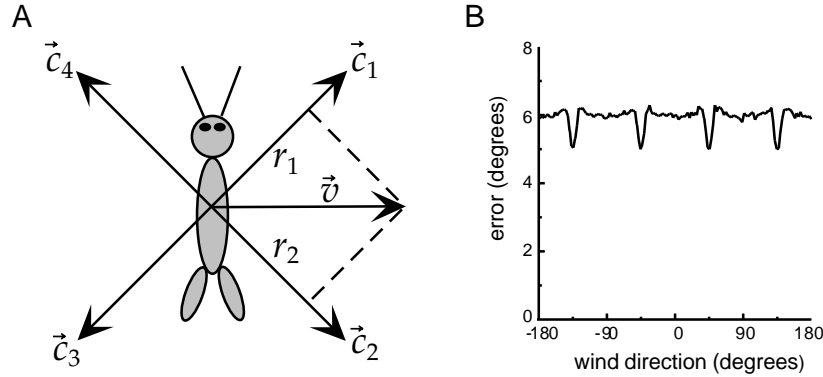 A
c⃗4
c⃗1
r1
v⃗
r2
c⃗3
c⃗2
B
error (degrees)
8
6
4
2
0
-180 -90 0 90 180
wind direction (degrees)